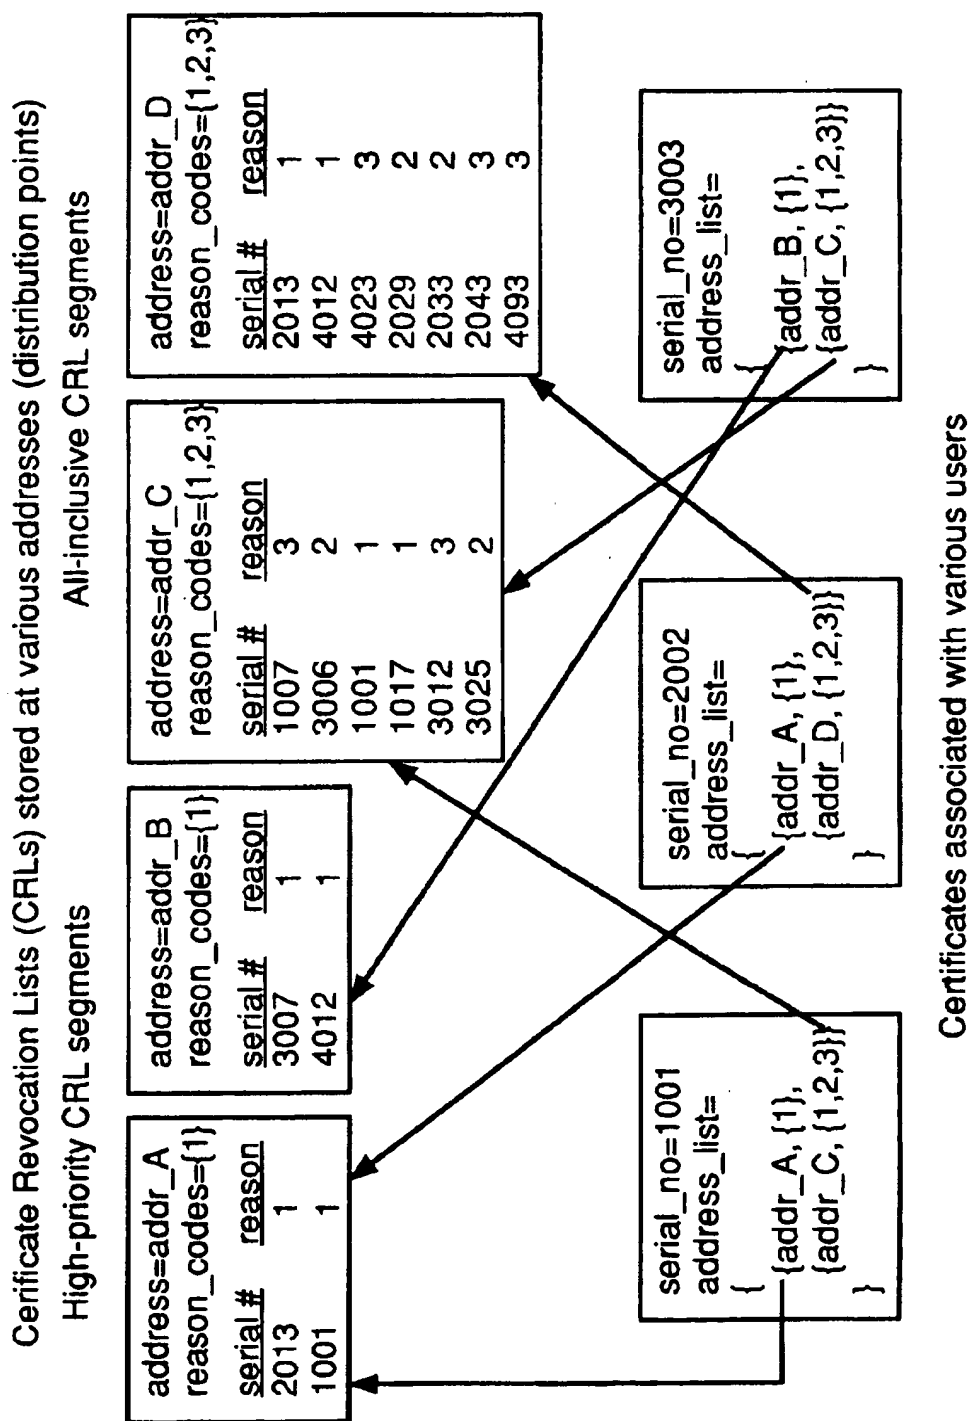 Cerificate Revocation Lists (CRLs) stored at various addresses (distribution points)
High-priority CRL segments
All-inclusive CRL segments
address=addr_A
reason_codes={1}
serial # reason
2013 1
1001 1
address=addr_B
reason_codes={1}
serial # reason
3007 1
4012 1
address=addr_C
reason_codes={1,2,3}
serial # reason
1007 3
3006 2
1001 1
1017 1
3012 3
3025 2
address=addr_D
reason_codes={1,2,3}
serial # reason
2013 1
4012 1
4023 3
2029 2
2033 2
2043 3
4093 3
serial_no=1001
address_list=
{
{addr_A, {1},
{addr_C, {1,2,3}}
}
serial_no=2002
address_list=
{
{addr_A, {1},
{addr_D, {1,2,3}}
}
serial_no=3003
address_list=
{
{addr_B, {1},
{addr_C, {1,2,3}}
}
Certificates associated with various users